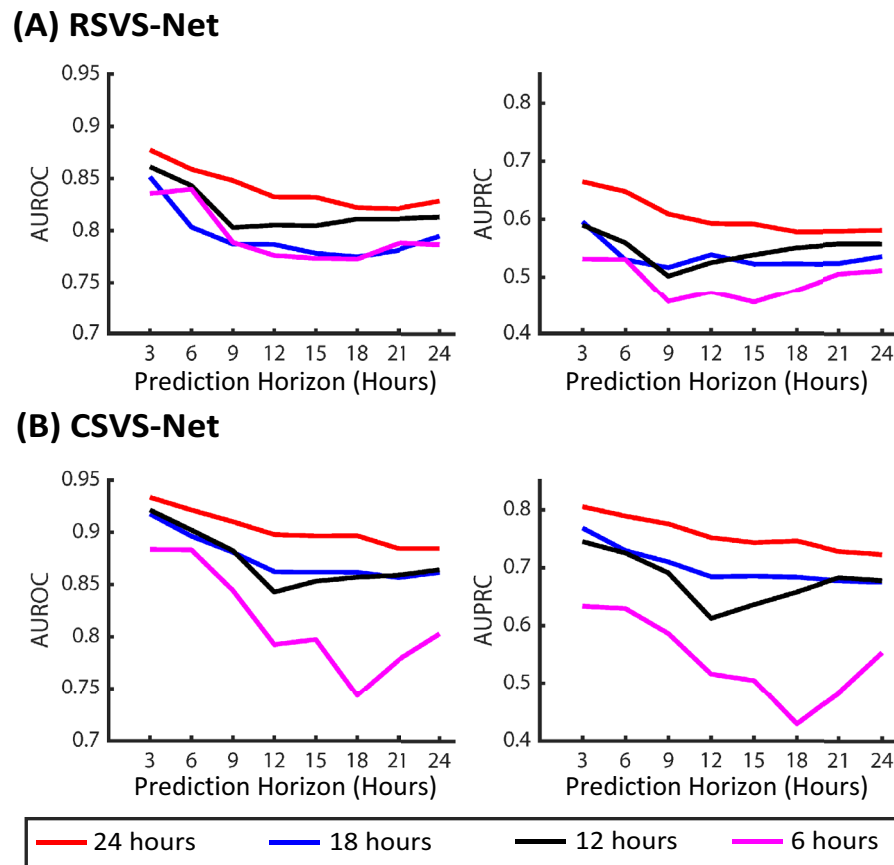 (A) RSVS-Net
0.95
0.9
0.85
0.8
0.75
0.7
AUROC
3 6 9 12 15 18 21 24
Prediction Horizon (Hours)
0.8
0.7
0.6
0.5
0.4
AUPRC
3 6 9 12 15 18 21 24
Prediction Horizon (Hours)
(B) CSVS-Net
0.95
0.9
0.85
0.8
0.75
0.7
AUROC
3 6 9 12 15 18 21 24
Prediction Horizon (Hours)
0.8
0.7
0.6
0.5
0.4
AUPRC
3 6 9 12 15 18 21 24
Prediction Horizon (Hours)
24 hours 18 hours 12 hours 6 hours